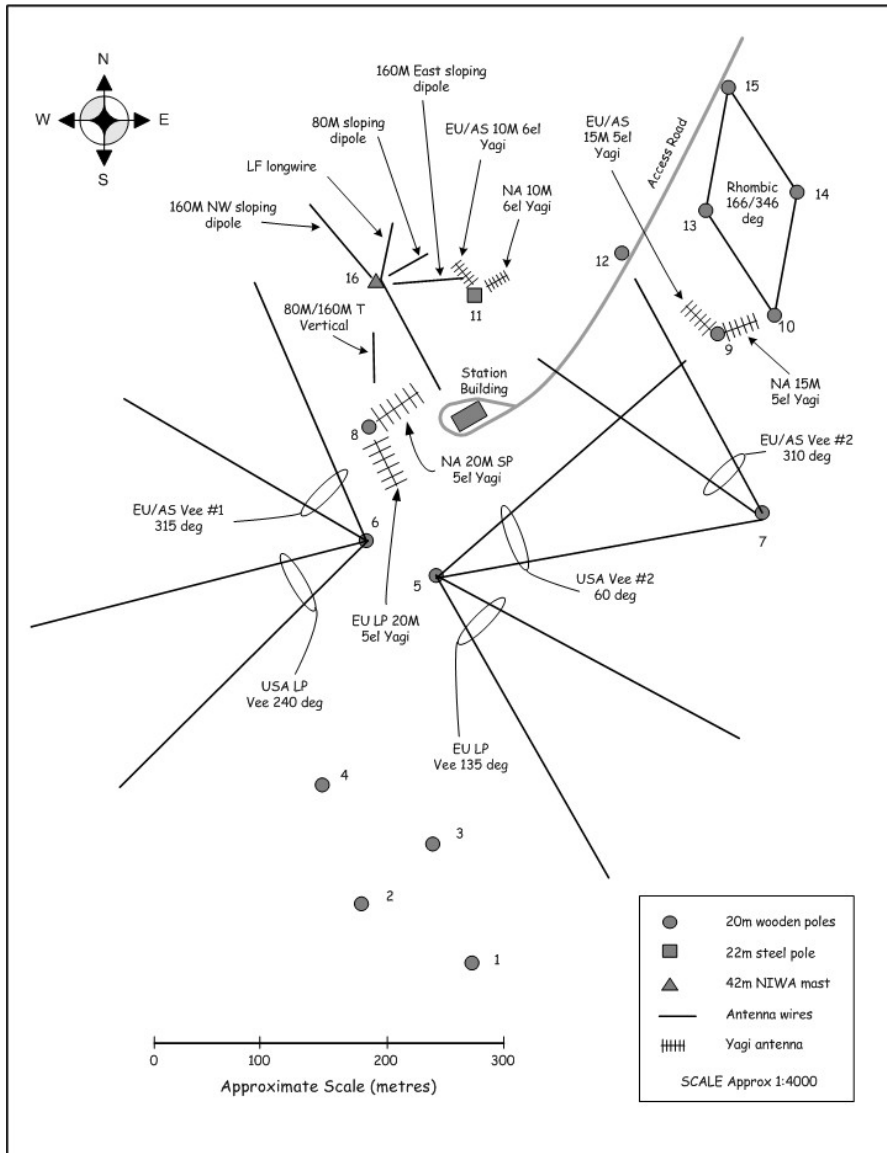 N
W
E
S
160M East sloping
dipole
80M sloping
dipole
LF longwire
160M NW sloping
dipole
EU/AS 10M 6el
Yagi
NA 10M
6el Yagi
EU/AS
15M 5el
Yagi
Access Road
15
Rhombic
166/346
deg
14
13
12
16
11
10
9
80M/160M T
Vertical
Station
Building
NA 15M
5el Yagi
8
NA 20M SP
5el Yagi
EU/AS Vee #2
310 deg
EU/AS Vee #1
315 deg
6
7
5
USA Vee #2
60 deg
EU LP 20M
5el Yagi
USA LP
Vee 240 deg
EU LP
Vee 135 deg
4
3
2
1
0
100
200
300
Approximate Scale (metres)
20m wooden poles
22m steel pole
42m NIWA mast
Antenna wires
Yagi antenna
SCALE Approx 1:4000